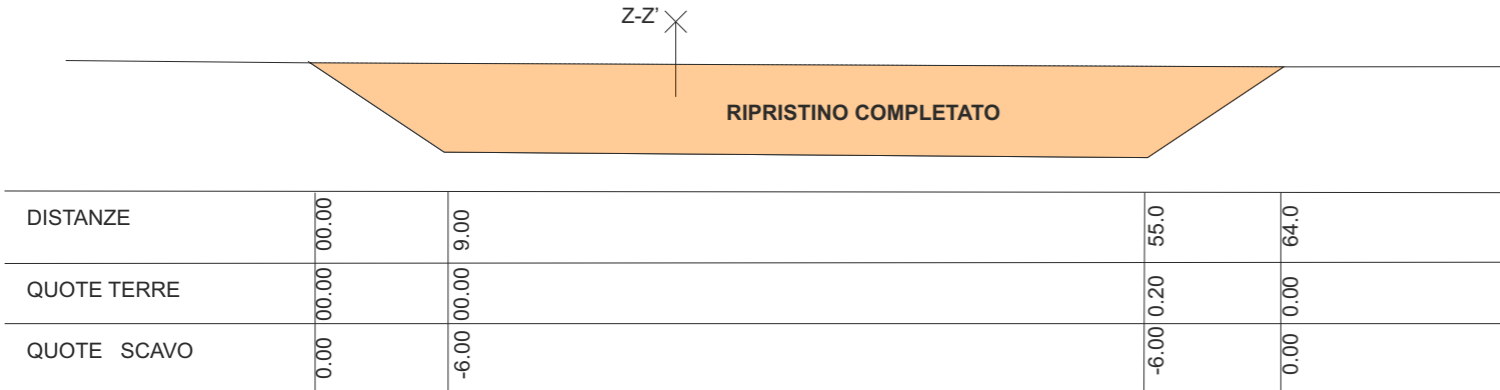 Z-Z'
RIPRISTINO COMPLETATO
DISTANZE 00.00 9.00 55.0 64.0
QUOTE TERRE 00.00 00.00 0.20 0.00
QUOTE SCAVO 0.00 -6.00 -6.00 0.00